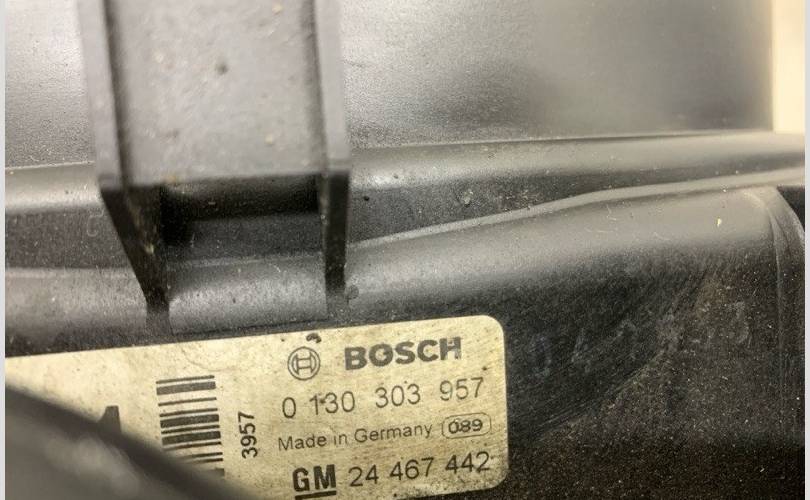 BOSCH
0 130 303 957
Made in Germany 089
GM 24 467 442
3957